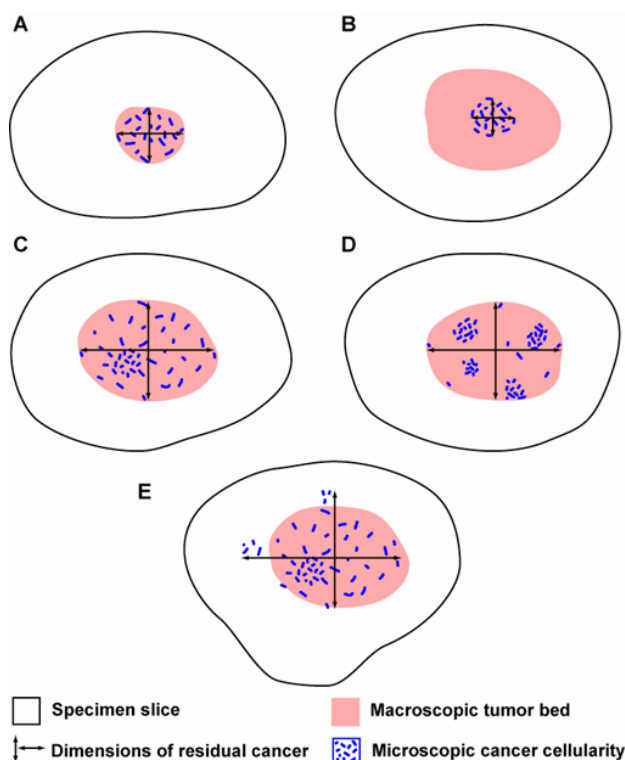 A
B
C
D
E
Specimen slice
Macroscopic tumor bed
Dimensions of residual cancer
Microscopic cancer cellularity